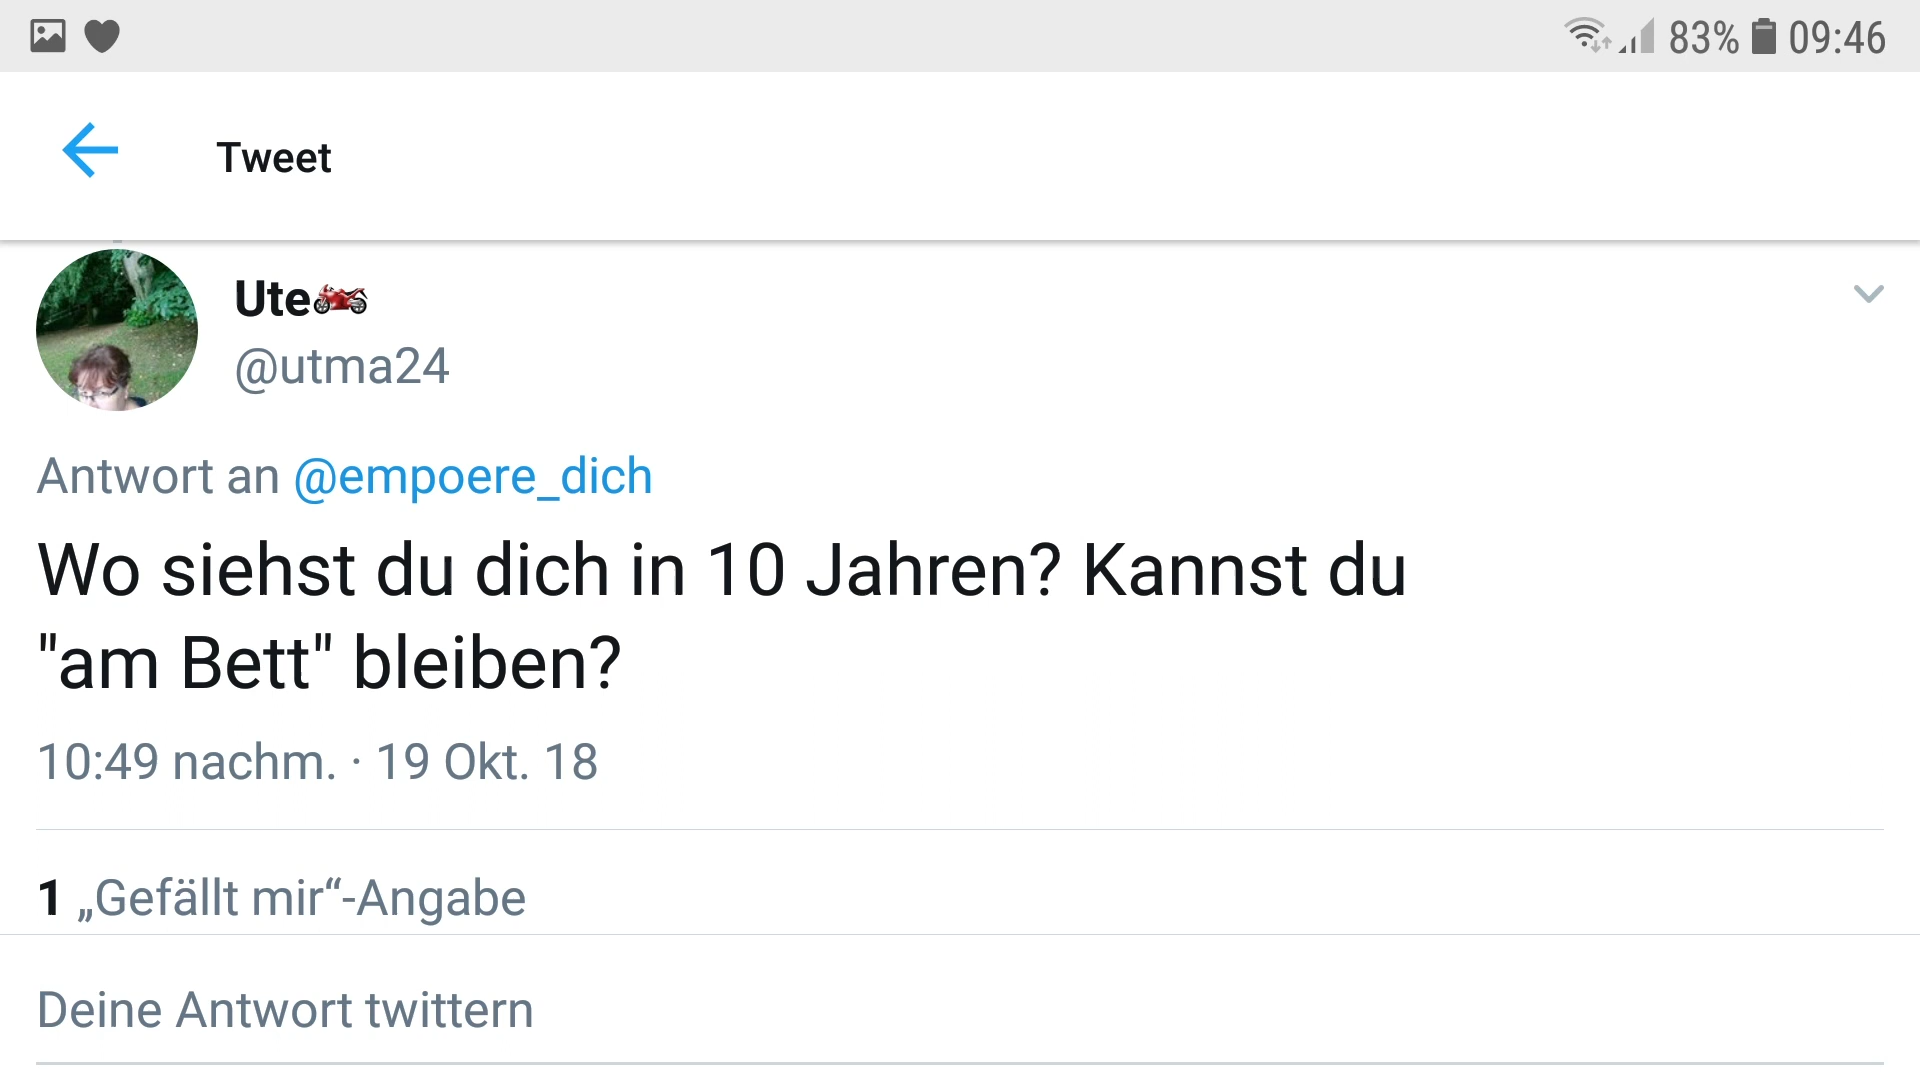 83% 09:46
Tweet
Ute🏍
@utma24
Antwort an @empoere_dich
Wo siehst du dich in 10 Jahren? Kannst du
"am Bett" bleiben?
10:49 nachm. · 19 Okt. 18
1 „Gefällt mir“-Angabe
Deine Antwort twittern